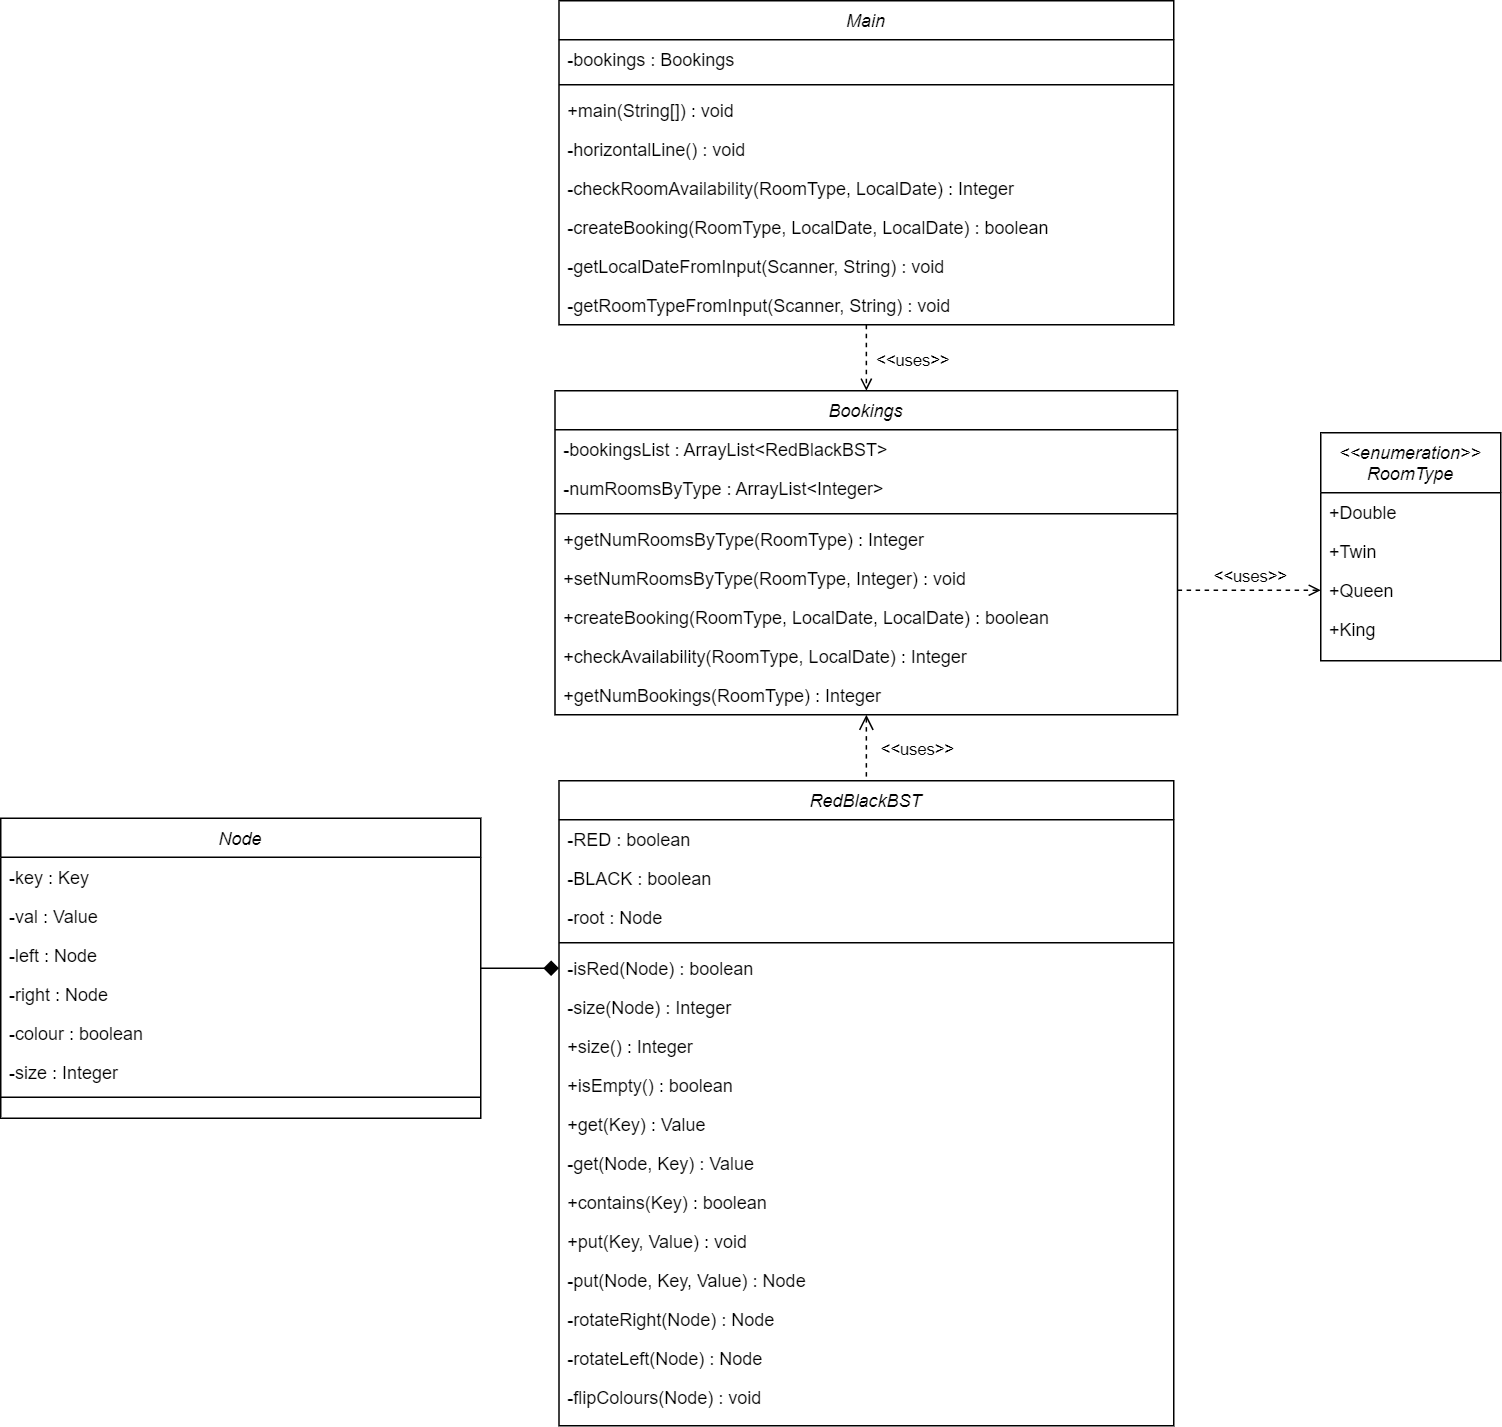 Main
-bookings : Bookings
+main(String[]) : void
-horizontalLine() : void
-checkRoomAvailability(RoomType, LocalDate) : Integer
-createBooking(RoomType, LocalDate, LocalDate) : boolean
-getLocalDateFromInput(Scanner, String) : void
-getRoomTypeFromInput(Scanner, String) : void
<<uses>>
Bookings
-bookingsList : ArrayList<RedBlackBST>
-numRoomsByType : ArrayList<Integer>
+getNumRoomsByType(RoomType) : Integer
+setNumRoomsByType(RoomType, Integer) : void
+createBooking(RoomType, LocalDate, LocalDate) : boolean
+checkAvailability(RoomType, LocalDate) : Integer
+getNumBookings(RoomType) : Integer
<<uses>>
<<enumeration>>
RoomType
+Double
+Twin
+Queen
+King
<<uses>>
Node
-key : Key
-val : Value
-left : Node
-right : Node
-colour : boolean
-size : Integer
RedBlackBST
-RED : boolean
-BLACK : boolean
-root : Node
-isRed(Node) : boolean
-size(Node) : Integer
+size() : Integer
+isEmpty() : boolean
+get(Key) : Value
-get(Node, Key) : Value
+contains(Key) : boolean
+put(Key, Value) : void
-put(Node, Key, Value) : Node
-rotateRight(Node) : Node
-rotateLeft(Node) : Node
-flipColours(Node) : void